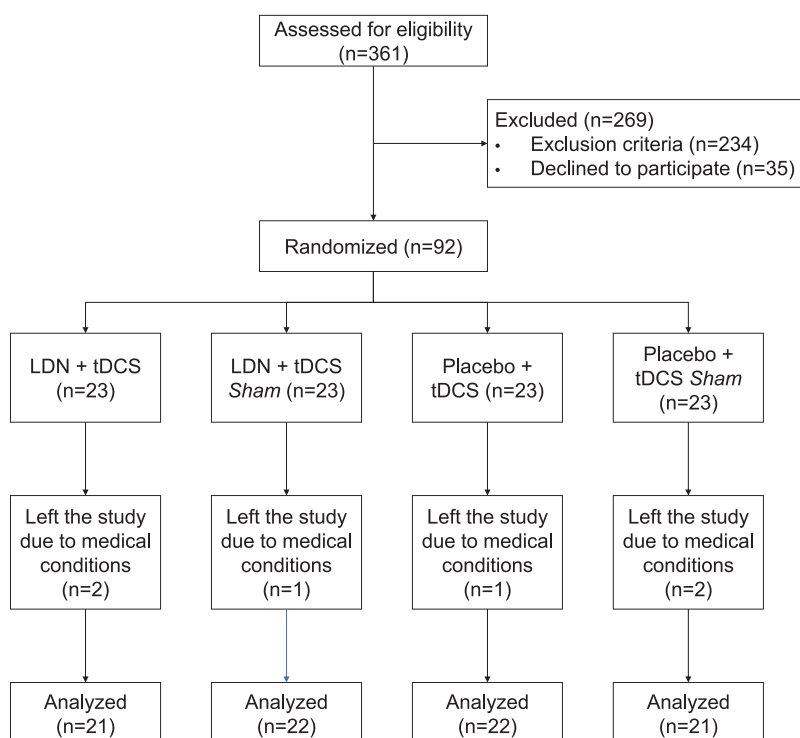 Assessed for eligibility
(n=361)
Excluded (n=269)
• Exclusion criteria (n=234)
• Declined to participate (n=35)
Randomized (n=92)
LDN + tDCS
(n=23)
LDN + tDCS
Sham (n=23)
Placebo +
tDCS (n=23)
Placebo +
tDCS Sham
(n=23)
Left the study
due to medical
conditions
(n=2)
Left the study
due to medical
conditions
(n=1)
Left the study
due to medical
conditions
(n=1)
Left the study
due to medical
conditions
(n=2)
Analyzed
(n=21)
Analyzed
(n=22)
Analyzed
(n=22)
Analyzed
(n=21)